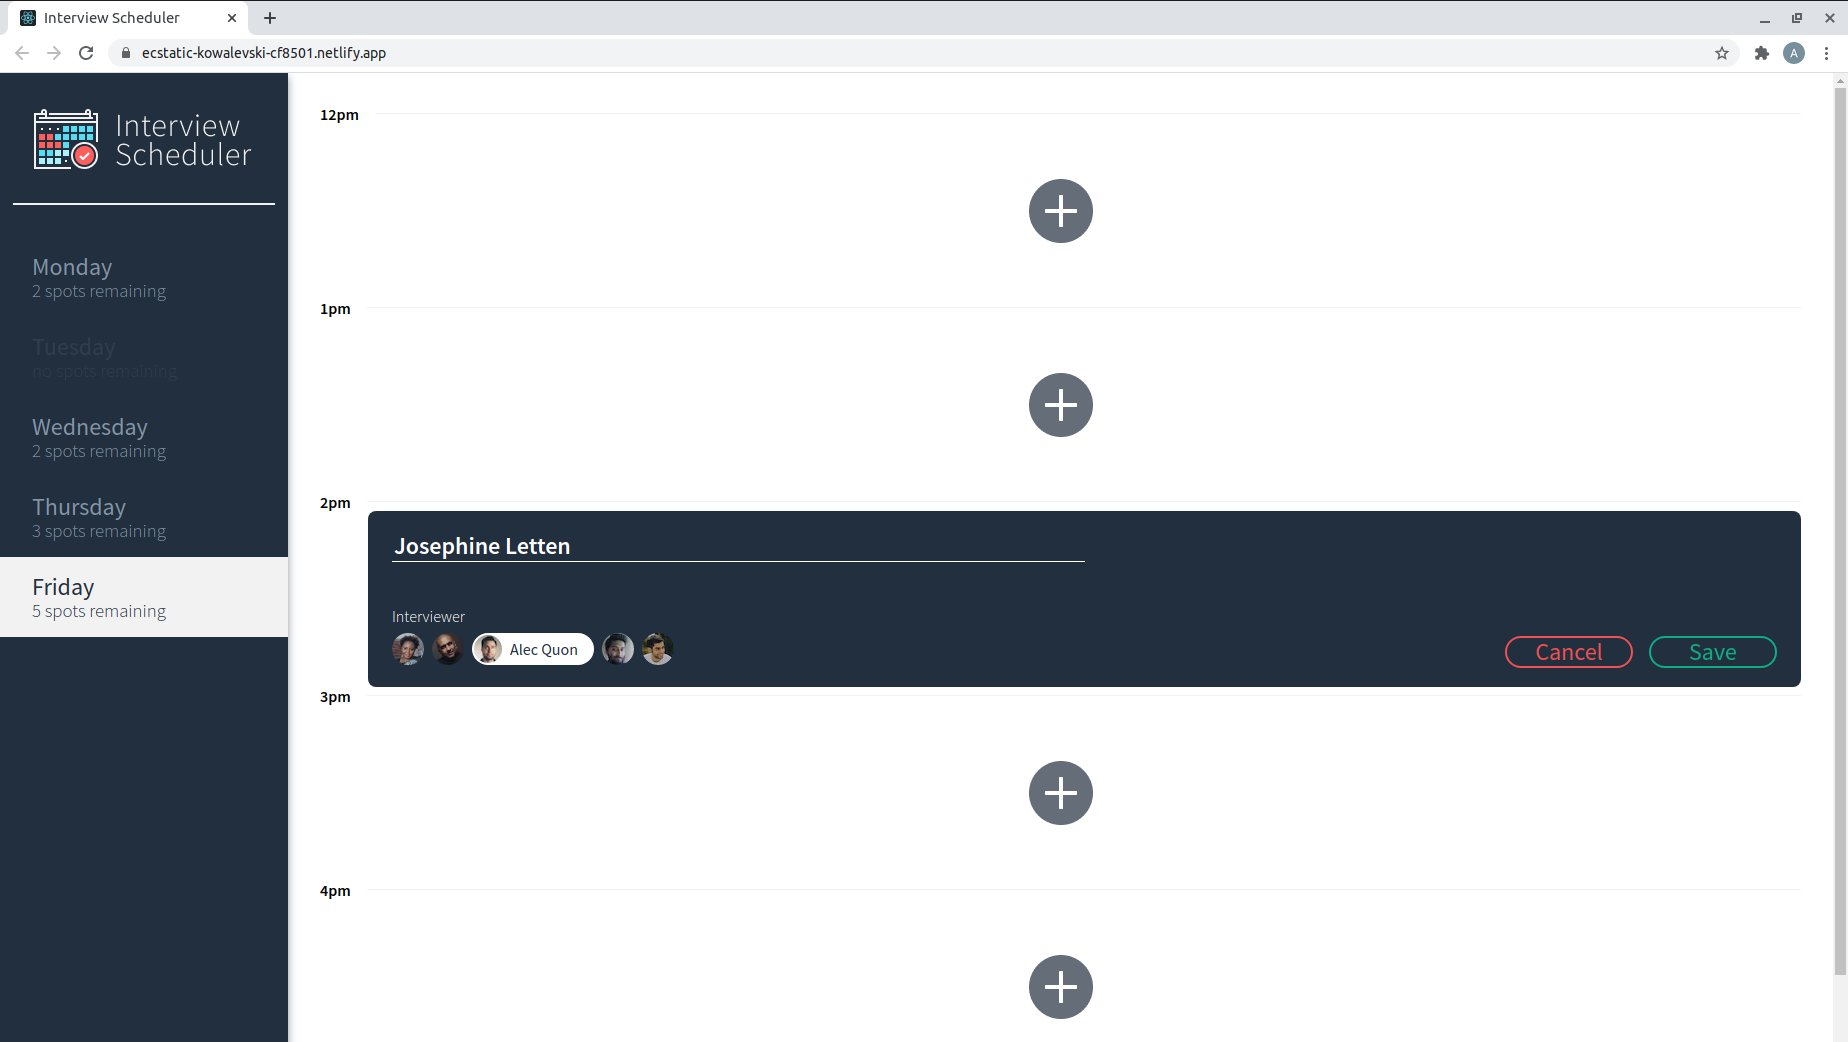 Interview Scheduler
ecstatic-kowalevski-cf8501.netlify.app
A
Interview
Scheduler
Monday
2 spots remaining
Tuesday
no spots remaining
Wednesday
2 spots remaining
Thursday
3 spots remaining
Friday
5 spots remaining
12pm
1pm
2pm
Josephine Letten
Interviewer
Alec Quon
Cancel
Save
3pm
4pm